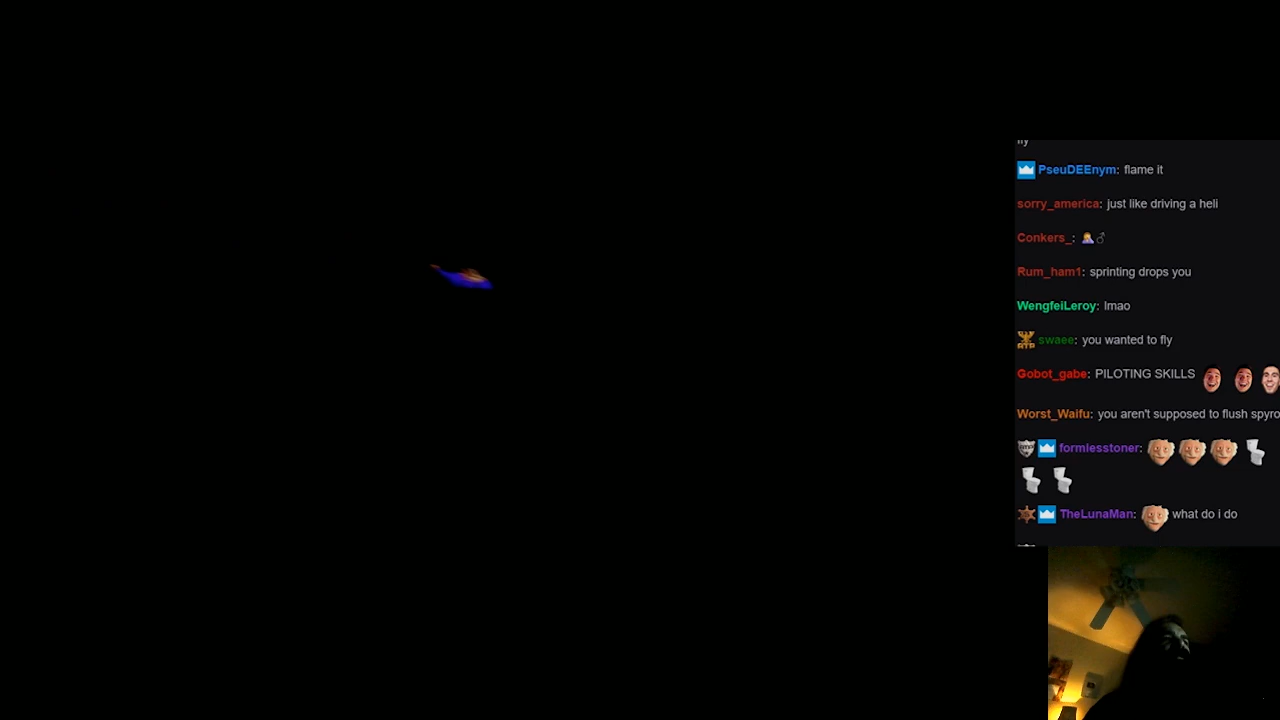 PseuDEEnym: flame it
sorry_america: just like driving a heli
Conkers_:
Rum_ham1: sprinting drops you
WengfeiLeroy: lmao
swaee: you wanted to fly
Gobot_gabe: PILOTING SKILLS
Worst_Waifu: you aren't supposed to flush spyro
formlesstoner:
TheLunaMan: what do i do